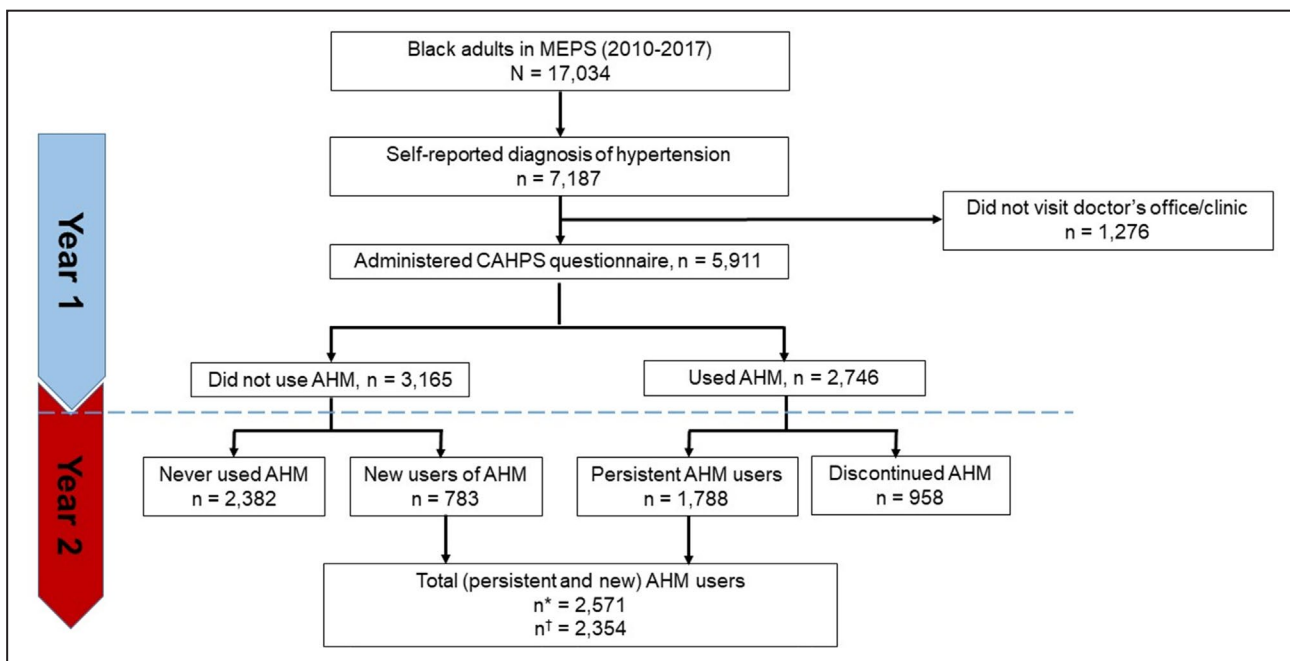 Black adults in MEPS (2010-2017)
N = 17,034
Self-reported diagnosis of hypertension
n = 7,187
Did not visit doctor's office/clinic
n = 1,276
Administered CAHPS questionnaire, n = 5,911
Year 1
Did not use AHM, n = 3,165
Used AHM, n = 2,746
Year 2
Never used AHM
n = 2,382
New users of AHM
n = 783
Persistent AHM users
n = 1,788
Discontinued AHM
n = 958
Total (persistent and new) AHM users
n* = 2,571
n† = 2,354